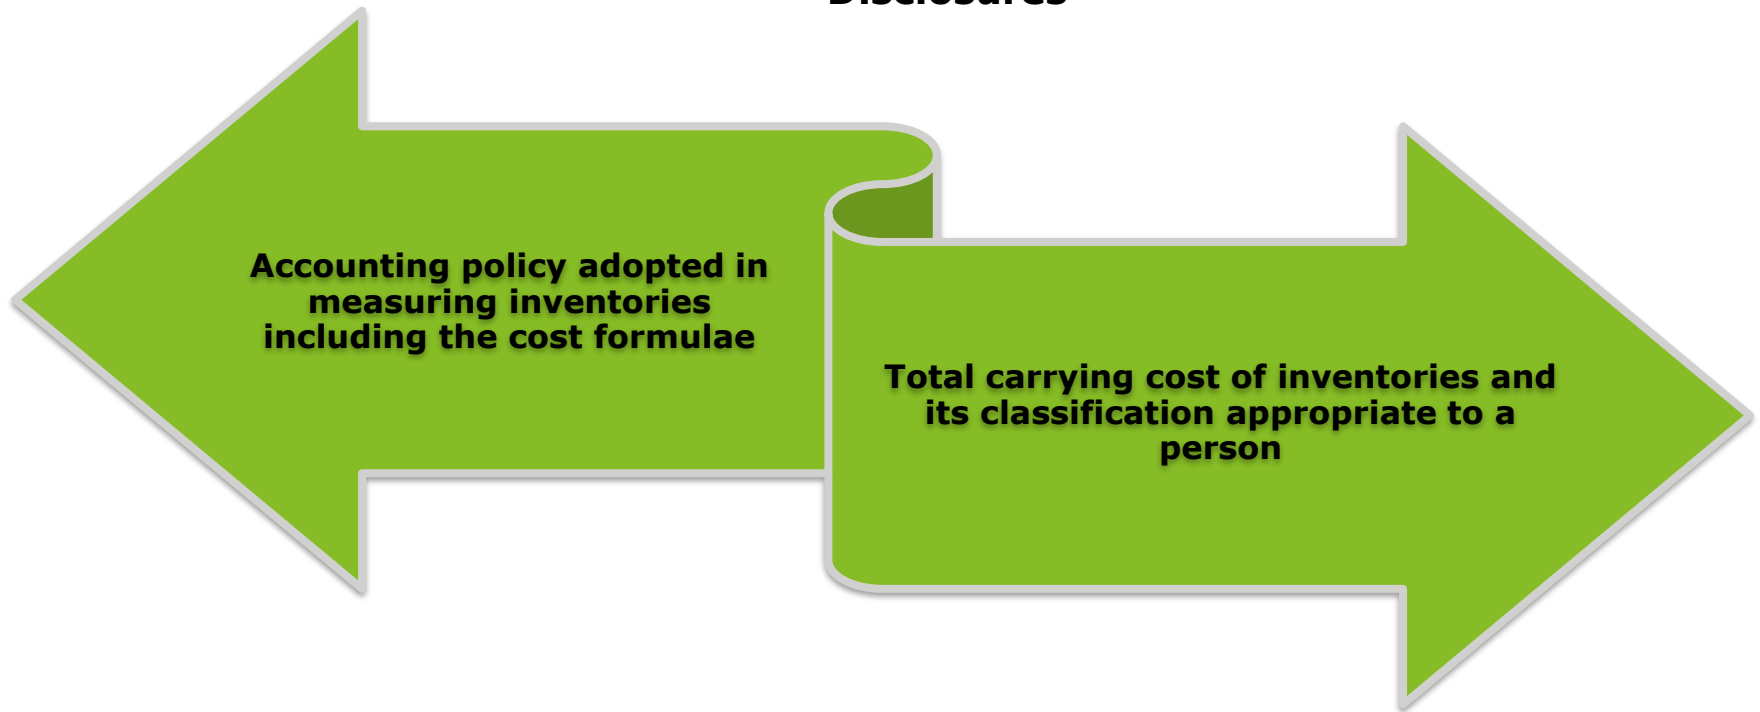 Disclosures
Accounting policy adopted in
measuring inventories
including the cost formulae
Total carrying cost of inventories and
its classification appropriate to a
person